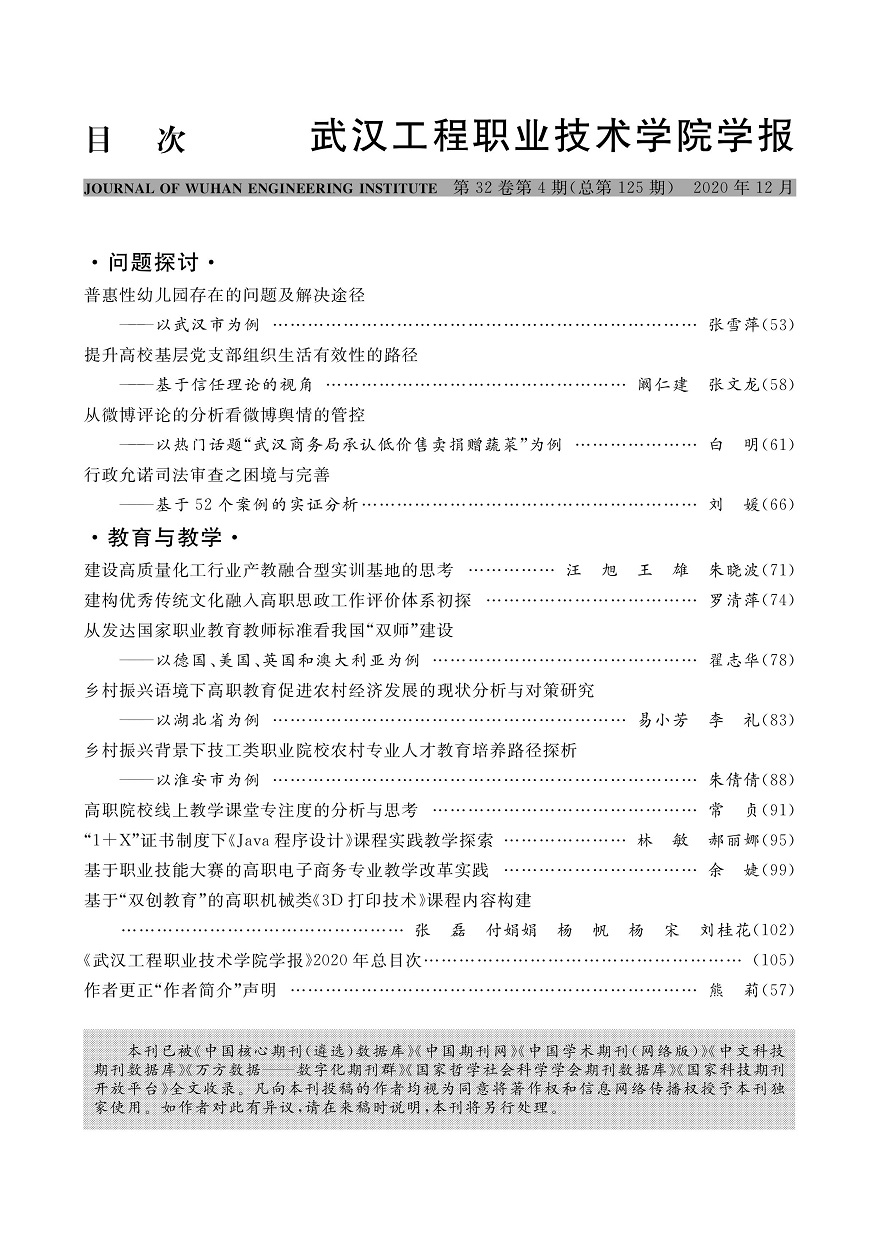 目 次 武汉工程职业技术学院学报
JOURNAL OF WUHAN ENGINEERING INSTITUTE 第 32 卷第 4 期(总第 125 期) 2020 年 12 月
·问题探讨·
普惠性幼儿园存在的问题及解决途径
——以武汉市为例 …………………………………………………………… 张雪萍(53)
提升高校基层党支部组织生活有效性的路径
——基于信任理论的视角 ………………………………………… 阚仁建 张文龙(58)
从微博评论的分析看微博舆情的管控
——以热门话题“武汉商务局承认低价售卖捐赠蔬菜”为例 ………………… 白 明(61)
行政允诺司法审查之困境与完善
——基于 52 个案例的实证分析……………………………………………… 刘 媛(66)
·教育与教学·
建设高质量化工行业产教融合型实训基地的思考 …………… 汪 旭 王 雄 朱晓波(71)
建构优秀传统文化融入高职思政工作评价体系初探 …………………………… 罗清萍(74)
从发达国家职业教育教师标准看我国“双师”建设
——以德国、美国、英国和澳大利亚为例 …………………………………… 翟志华(78)
乡村振兴语境下高职教育促进农村经济发展的现状分析与对策研究
——以湖北省为例 ………………………………………………… 易小芳 李 礼(83)
乡村振兴背景下技工类职业院校农村专业人才教育培养路径探析
——以淮安市为例 …………………………………………………………… 朱倩倩(88)
高职院校线上教学课堂专注度的分析与思考 …………………………………… 常 贞(91)
“1+X”证书制度下《Java 程序设计》课程实践教学探索 ………………… 林 敏 郝丽娜(95)
基于职业技能大赛的高职电子商务专业教学改革实践 ………………………… 余 婕(99)
基于“双创教育”的高职机械类《3D 打印技术》课程内容构建
……………………………………… 张 磊 付娟娟 杨 帆 杨 宋 刘桂花(102)
《武汉工程职业技术学院学报》2020 年总目次……………………………………………(105)
作者更正“作者简介”声明 ………………………………………………………… 熊 莉(57)
本刊已被《中国核心期刊(遴选)数据库》《中国期刊网》《中国学术期刊(网络版)》《中文科技
期刊数据库》《万方数据——数字化期刊群》《国家哲学社会科学学会期刊数据库》《国家科技期刊
开放平台》全文收录。凡向本刊投稿的作者均视为同意将著作权和信息网络传播权授予本刊独
家使用。如作者对此有异议,请在来稿时说明,本刊将另行处理。